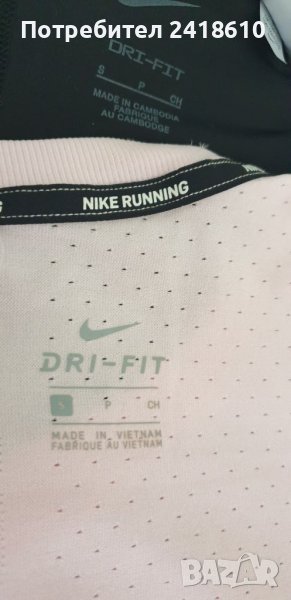 Потребител 2418610
DRI-FIT
S P CH
MADE IN CAMBODIA
FABRIQUÉ
AU CAMBODGE
NIKE RUNNING
DRI-FIT
S P CH
MADE IN VIETNAM
FABRIQUÉ AU VIETNAM
BAZAR